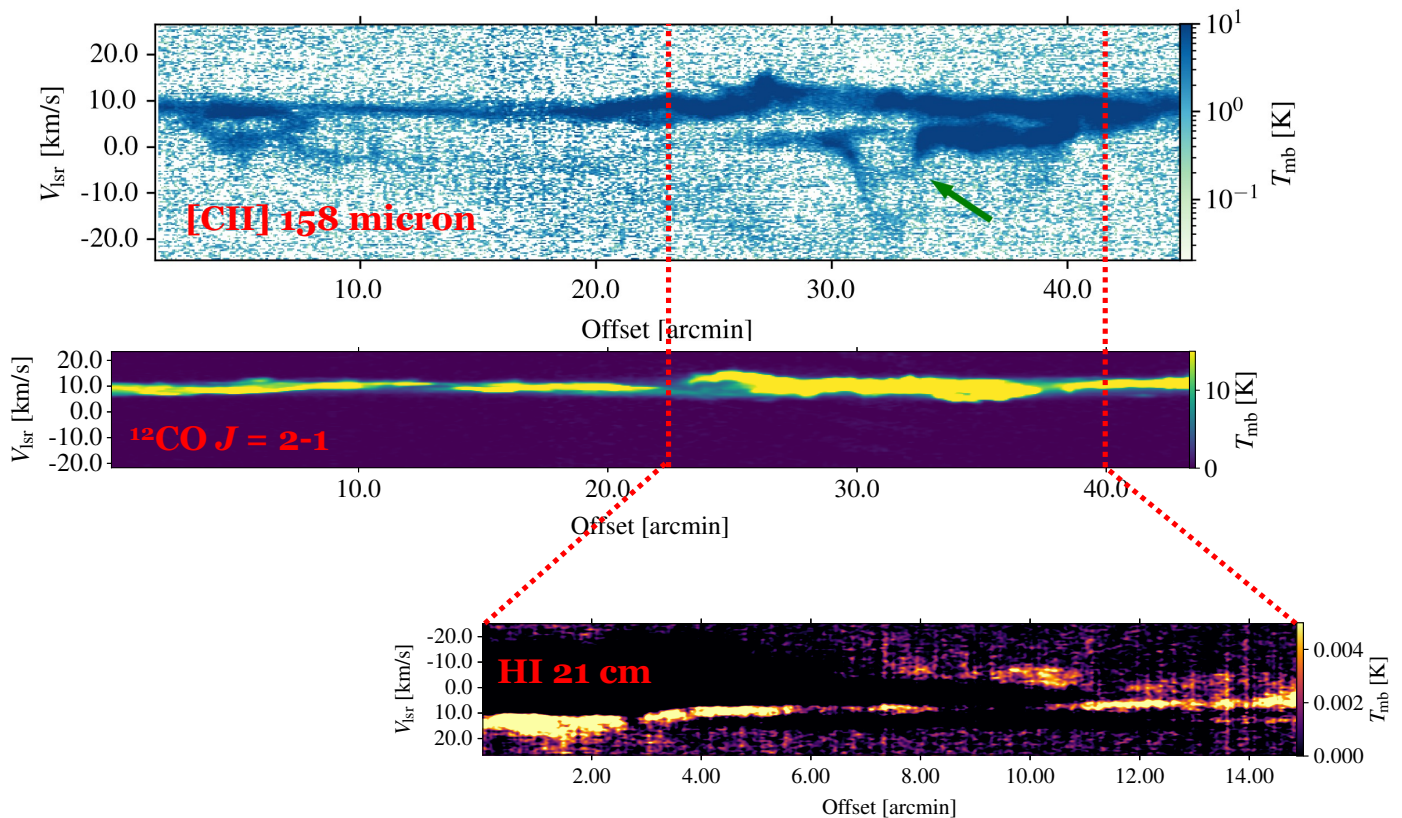 20.0
10.0
0.0
-10.0
-20.0
V_lsr [km/s]
[CII] 158 micron
10.0 20.0 30.0 40.0
Offset [arcmin]
10¹
10⁰
10⁻¹
T_mb [K]
20.0
10.0
0.0
-10.0
-20.0
V_lsr [km/s]
¹²CO J = 2-1
10.0 20.0 30.0 40.0
Offset [arcmin]
10
0
T_mb [K]
-20.0
-10.0
0.0
10.0
20.0
V_lsr [km/s]
HI 21 cm
2.00 4.00 6.00 8.00 10.00 12.00 14.00
Offset [arcmin]
0.004
0.002
0.000
T_mb [K]